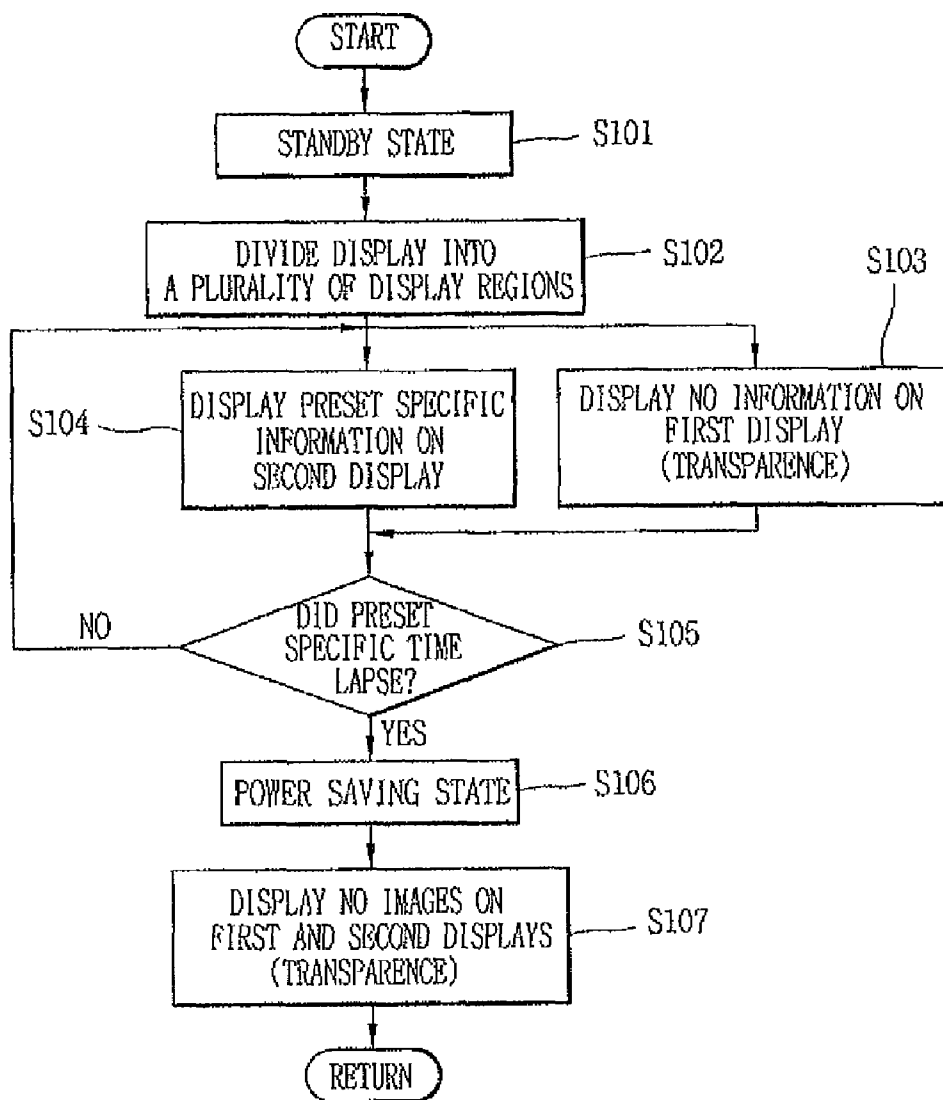 START
STANDBY STATE
S101
DIVIDE DISPLAY INTO
A PLURALITY OF DISPLAY REGIONS
S102
S103
DISPLAY PRESET SPECIFIC
INFORMATION ON
SECOND DISPLAY
S104
DISPLAY NO INFORMATION ON
FIRST DISPLAY
(TRANSPARENCE)
DID PRESET
SPECIFIC TIME
LAPSE?
S105
NO
YES
POWER SAVING STATE
S106
DISPLAY NO IMAGES ON
FIRST AND SECOND DISPLAYS
(TRANSPARENCE)
S107
RETURN